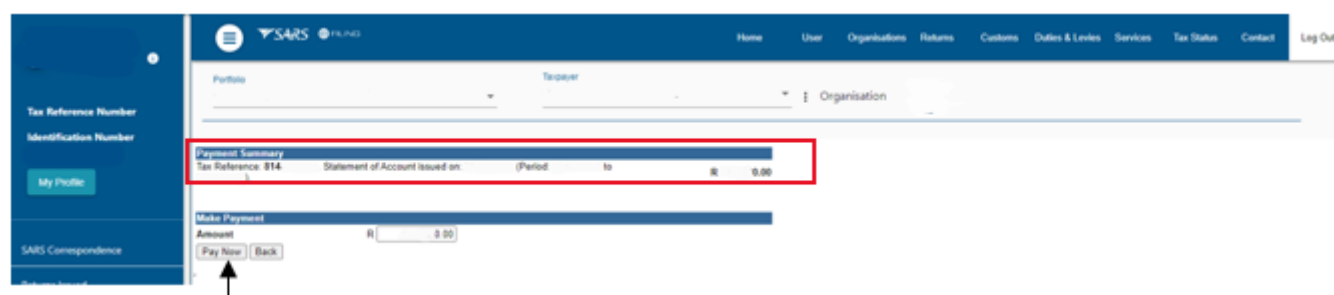 SARS eFILING
Home User Organisations Returns Customs Duties & Levies Services Tax Status Contact Log Out
Portfolio Taxpayer
Organisation
Tax Reference Number
Identification Number
My Profile
SARS Correspondence
Returns Issued
Payment Summary
Tax Reference: 814 Statement of Account issued on: (Period: to R 0.00
Make Payment
Amount R 0.00
Pay Now Back